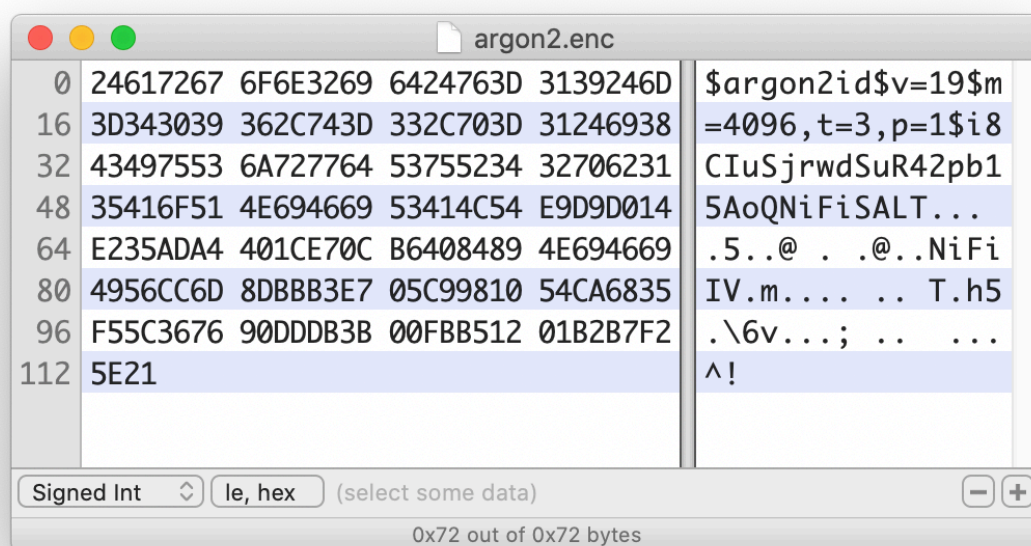 argon2.enc
0 24617267 6F6E3269 6424763D 3139246D $argon2id$v=19$m
16 3D343039 362C743D 332C703D 31246938 =4096,t=3,p=1$i8
32 43497553 6A727764 53755234 32706231 CIuSjrwdSuR42pb1
48 35416F51 4E694669 53414C54 E9D9D014 5AoQNiFiSALT...
64 E235ADA4 401CE70C B6408489 4E694669 .5..@ . .@..NiFi
80 4956CC6D 8DBBB3E7 05C99810 54CA6835 IV.m.... .. T.h5
96 F55C3676 90DDDB3B 00FBB512 01B2B7F2 .\6v...; .. ...
112 5E21 ^!
Signed Int le, hex (select some data) − +
0x72 out of 0x72 bytes